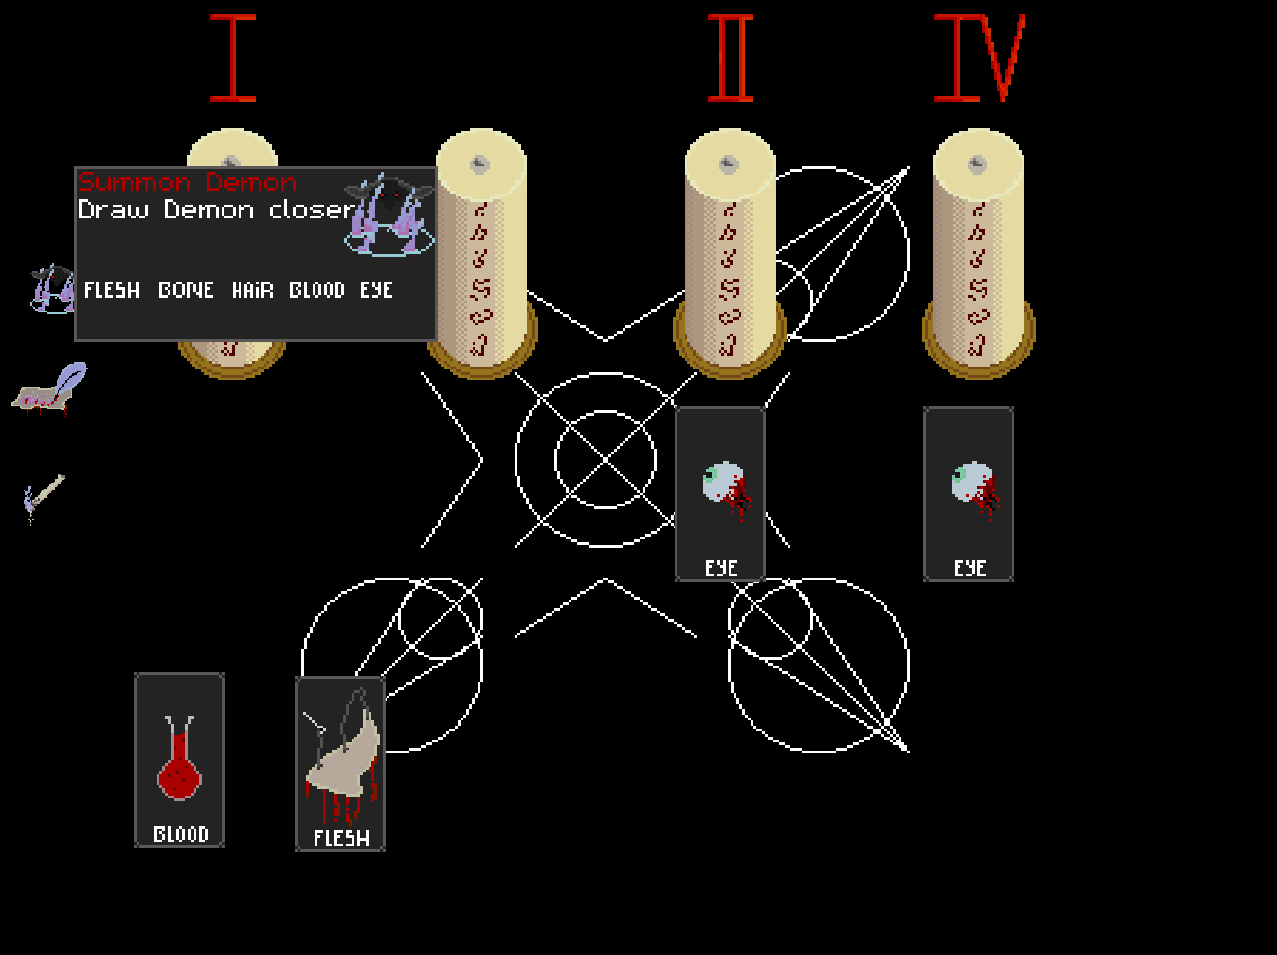 I II IV
Summon Demon
Draw Demon closer
FLESH BONE HAIR BLOOD EYE
EYE EYE
BLOOD
FLESH